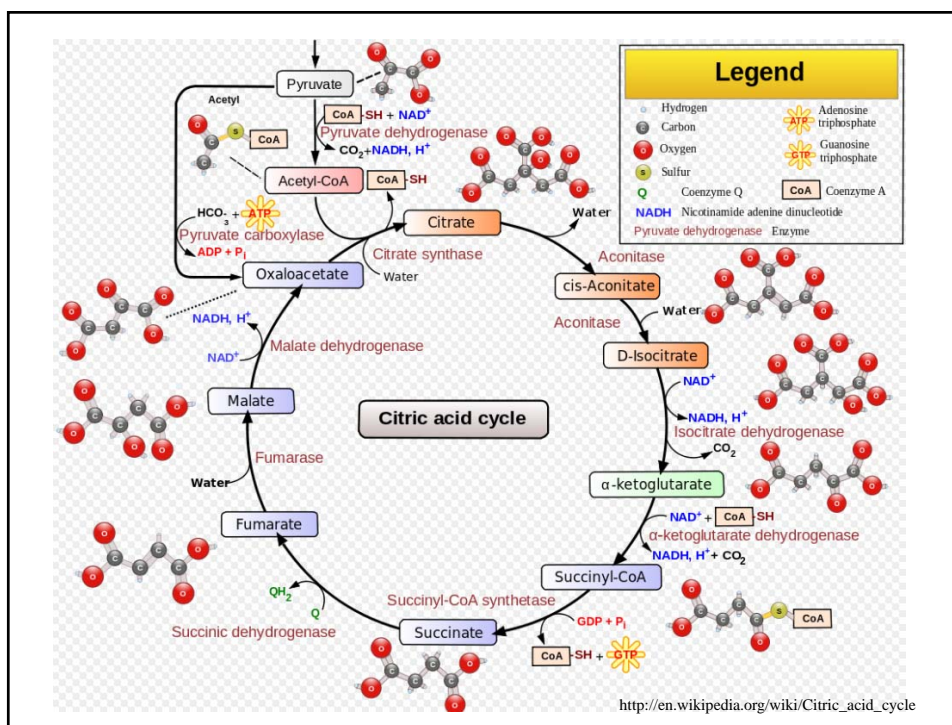 Pyruvate
Acetyl
CoA
CoA-SH + NAD+
Pyruvate dehydrogenase
CO2+NADH, H+
Acetyl-CoA
CoA-SH
HCO3- + ATP
Pyruvate carboxylase
ADP + Pi
Oxaloacetate
Citrate
Citrate synthase
Water
Water
Aconitase
cis-Aconitate
Aconitase
Water
D-Isocitrate
NAD+
NADH, H+
Isocitrate dehydrogenase
CO2
α-ketoglutarate
NAD+ + CoA-SH
α-ketoglutarate dehydrogenase
NADH, H+ + CO2
Succinyl-CoA
CoA
Succinyl-CoA synthetase
GDP + Pi
CoA-SH + GTP
Succinate
QH2
Q
Succinic dehydrogenase
Fumarate
Water
Fumarase
Malate
NADH, H+
NAD+
Malate dehydrogenase
Citric acid cycle
Legend
Hydrogen
Carbon
Oxygen
Sulfur
Q Coenzyme Q
ATP Adenosine
triphosphate
GTP Guanosine
triphosphate
CoA Coenzyme A
NADH Nicotinamide adenine dinucleotide
Pyruvate dehydrogenase Enzyme
http://en.wikipedia.org/wiki/Citric_acid_cycle